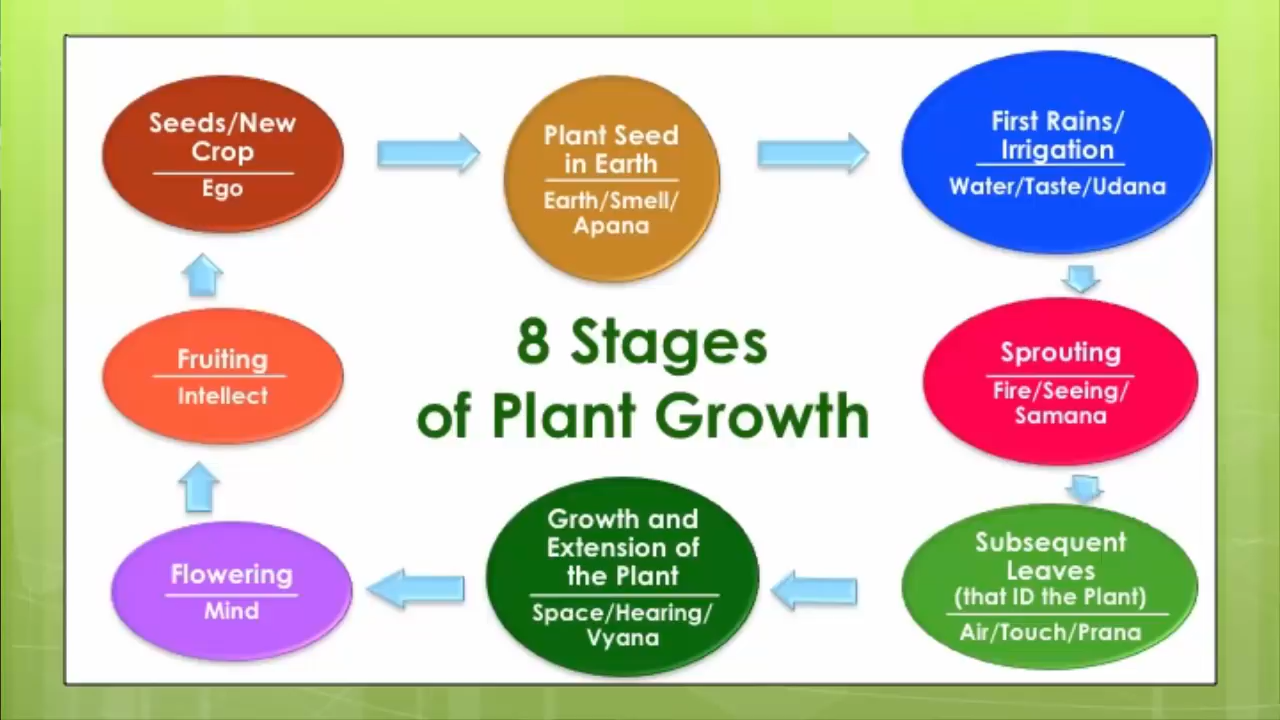 Seeds/New
Crop
Ego
Plant Seed
in Earth
Earth/Smell/
Apana
First Rains/
Irrigation
Water/Taste/Udana
Sprouting
Fire/Seeing/
Samana
Subsequent
Leaves
(that ID the Plant)
Air/Touch/Prana
Growth and
Extension of
the Plant
Space/Hearing/
Vyana
Flowering
Mind
Fruiting
Intellect
8 Stages
of Plant Growth